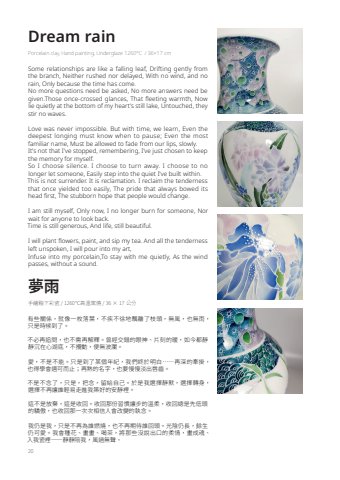 Dream rain
Porcelain clay. Hand painting. Underglaze 1260°C / 36×17 cm
Some relationships are like a falling leaf, Drifting gently from
the branch, Neither rushed nor delayed, With no wind, and no
rain, Only because the time has come.
No more questions need be asked, No more answers need be
given.Those once-crossed glances, That fleeting warmth, Now
lie quietly at the bottom of my heart's still lake, Untouched, they
stir no waves.
Love was never impossible. But with time, we learn, Even the
deepest longing must know when to pause; Even the most
familiar name, Must be allowed to fade from our lips, slowly.
It's not that I've stopped, remembering, I've just chosen to keep
the memory for myself.
So I choose silence. I choose to turn away. I choose to no
longer let someone, Easily step into the quiet I've built within.
This is not surrender. It is reclamation. I reclaim the tenderness
that once yielded too easily, The pride that always bowed its
head first, The stubborn hope that people would change.
I am still myself, Only now, I no longer burn for someone, Nor
wait for anyone to look back.
Time is still generous, And life, still beautiful.
I will plant flowers, paint, and sip my tea. And all the tenderness
left unspoken, I will pour into my art,
Infuse into my porcelain,To stay with me quietly, As the wind
passes, without a sound.
夢雨
手繪釉下彩瓷 / 1260°C高溫瓷燒 / 36 × 17 公分
有些關係，就像一枚落葉，不疾不徐地飄離了枝頭。無風，也無雨，
只是時候到了。
不必再追問，也不需再解釋。曾經交錯的眼神、片刻的暖，如今都靜
靜沉在心湖底，不攪動，便無波瀾。
愛，不是不能。只是到了某個年紀，我們終於明白——再深的牽掛，
也得學會適可而止；再熟的名字，也要慢慢淡出唇齒。
不是不念了，只是，把念，留給自己。於是我選擇靜默，選擇轉身，
選擇不再讓誰輕易走進我築好的安靜裡。
這不是放棄，這是收回。收回那份習慣讓步的溫柔，收回總是先低頭
的驕傲，也收回那一次次相信人會改變的執念。
我仍是我，只是不再為誰燃燒，也不再期待誰回頭。光陰仍長，餘生
仍可愛。我會種花、畫畫、喝茶，將那些沒說出口的柔情，畫成魂、
入我瓷裡——靜靜陪我，風過無聲。